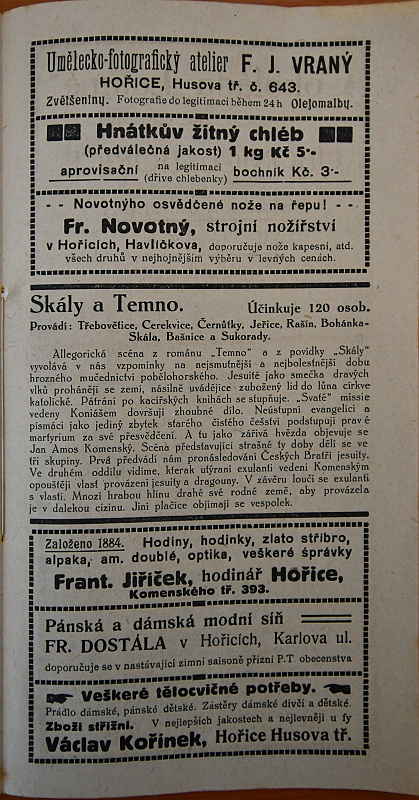 Umělecko-fotografický atelier F. J. VRANÝ
HOŘICE, Husova tř. č. 643.
Zvětšeniny. Fotografie do legitimací během 24 h Olejomalby.
Hnátkův žitný chléb
(předválečná jakost) 1 kg Kč 5·-
aprovisační na legitimaci (dříve chlebenky) bochník Kč. 3·-
- - Novotnýho osvědčené nože na řepu! - -
Fr. Novotný, strojní nožířství
v Hořicích, Havlíčkova, doporučuje nože kapesní, atd.
všech druhů v nejhojnějším výběru v levných cenách.
Skály a Temno. Účinkuje 120 osob.
Provádí: Třebovětice, Cerekvice, Černůtky, Jeřice, Rašín, Bohánka-
Skála, Bašnice a Sukorady.
Allegorická scéna z románu „Temno" a z povídky „Skály"
vyvolává v nás vzpomínky na nejsmutnější a nejbolestnější dobu
hrozného mučednictví pobělohorského. Jesuité jako smečka dravých
vlků prohánějí se zemí, násilně uvádějíce zubožený lid do lůna církve
katolické. Pátrání po kacířských knihách se stupňuje. „Svaté" missie
vedeny Koniášem dovršují zhoubné dílo. Neústupní evangelíci a
písmáci jako jediný zbytek starého čistého češství podstupují pravé
martyrium za své přesvědčení. A tu jako zářivá hvězda objevuje se
Jan Amos Komenský. Scéna představující strašné ty doby dělí se ve
tři skupiny. Prvá předvádí nám pronásledování Českých Bratří jesuity.
Ve druhém oddílu vidíme, kterak utýraní exulanti vedeni Komenským
opouštějí vlast provázeni jesuity a dragouny. V závěru loučí se exulanti
s vlastí. Mnozí hrabou hlínu drahé své rodné země, aby provázela
je v dalekou cizinu. Jiní plačíce objímají se vespolek.
Založeno 1884. Hodiny, hodinky, zlato stříbro,
alpaka, am. doublé, optika, veškeré správky
Frant. Jiříček, hodinář Hořice,
Komenského tř. 393.
Pánská a dámská modní síň
FR. DOSTÁLA v Hořicích, Karlova ul.
doporučuje se v nastávající zimní saisoně přízni P.T obecenstva
Veškeré tělocvičné potřeby.
Prádlo dámské, pánské dětské. Zástěry dámské dívčí a dětské.
Zboží střižní. V nejlepších jakostech a nejlevněji u fy
Václav Kořínek, Hořice Husova tř.